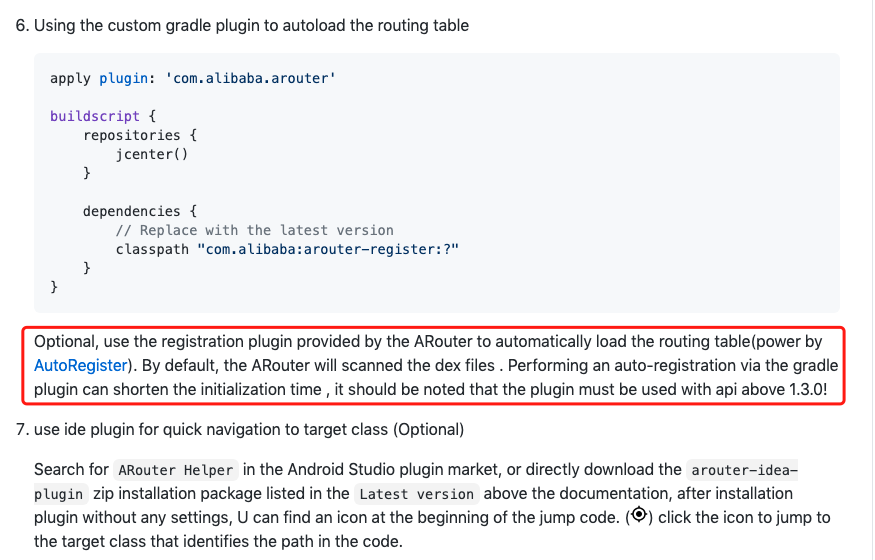 6. Using the custom gradle plugin to autoload the routing table
apply plugin: 'com.alibaba.arouter'
buildscript {
    repositories {
        jcenter()
    }
    dependencies {
        // Replace with the latest version
        classpath "com.alibaba:arouter-register:?"
    }
}
Optional, use the registration plugin provided by the ARouter to automatically load the routing table(power by
AutoRegister). By default, the ARouter will scanned the dex files . Performing an auto-registration via the gradle
plugin can shorten the initialization time , it should be noted that the plugin must be used with api above 1.3.0!
7. use ide plugin for quick navigation to target class (Optional)
Search for ARouter Helper in the Android Studio plugin market, or directly download the arouter-idea-
plugin zip installation package listed in the Latest version above the documentation, after installation
plugin without any settings, U can find an icon at the beginning of the jump code. () click the icon to jump to
the target class that identifies the path in the code.